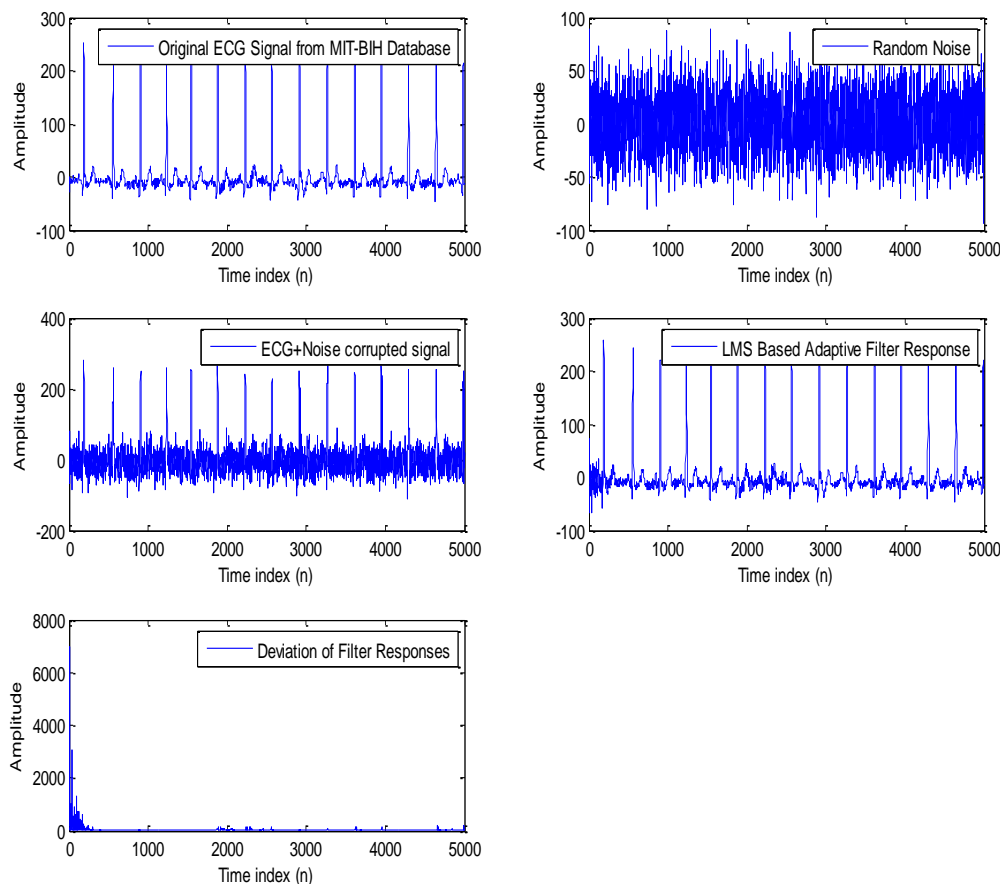 300
200
100
0
-100
Amplitude
Original ECG Signal from MIT-BIH Database
0 1000 2000 3000 4000 5000
Time index (n)
100
50
0
-50
-100
Amplitude
Random Noise
0 1000 2000 3000 4000 5000
Time index (n)
400
200
0
-200
Amplitude
ECG+Noise corrupted signal
0 1000 2000 3000 4000 5000
Time index (n)
300
200
100
0
-100
Amplitude
LMS Based Adaptive Filter Response
0 1000 2000 3000 4000 5000
Time index (n)
8000
6000
4000
2000
0
Amplitude
Deviation of Filter Responses
0 1000 2000 3000 4000 5000
Time index (n)